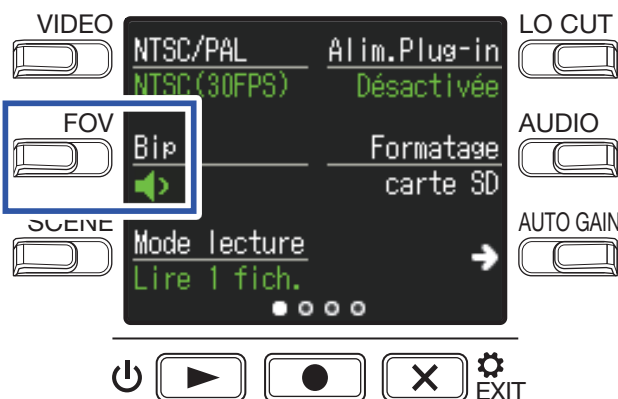 VIDEO
LO CUT
NTSC/PAL
Alim.Plug-in
NTSC(30FPS)
Désactivée
FOV
AUDIO
Bip
Formatage
carte SD
SCENE
AUTO GAIN
Mode lecture
Lire 1 fich.
EXIT